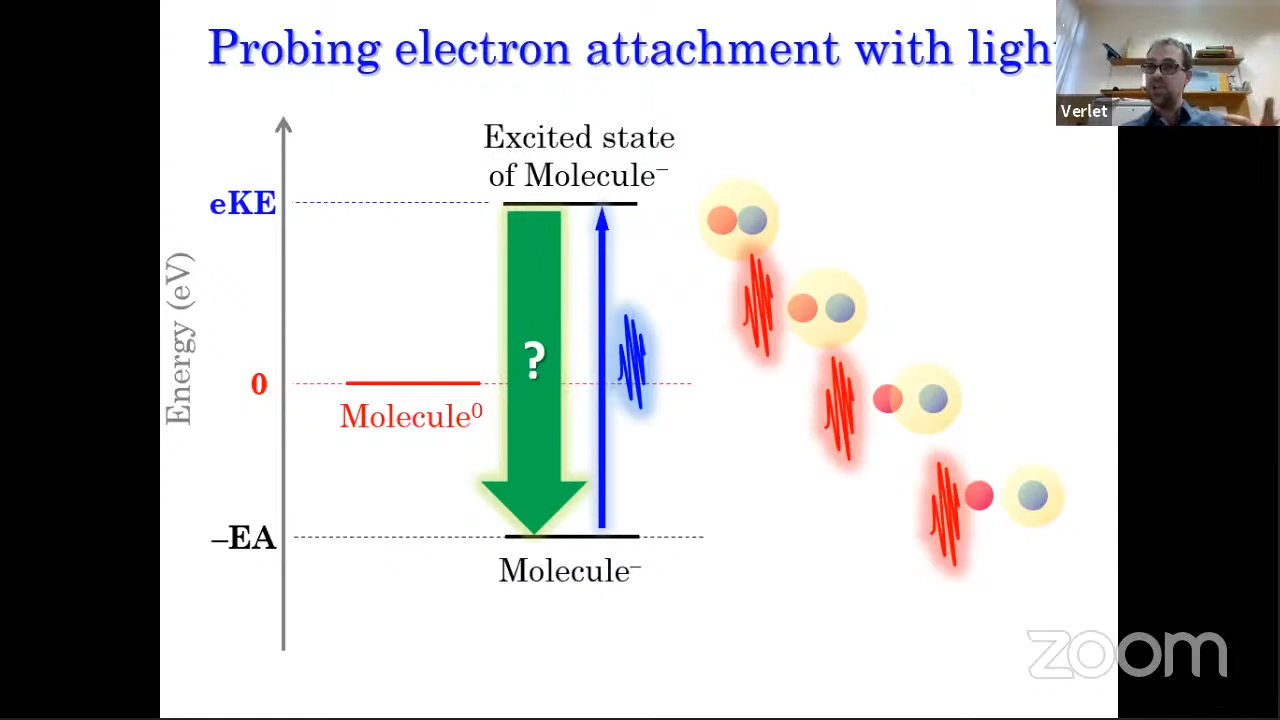 Probing electron attachment with ligh
Verlet
Excited state
of Molecule⁻
eKE
Energy (eV)
?
0
Molecule⁰
–EA
Molecule⁻
zoom